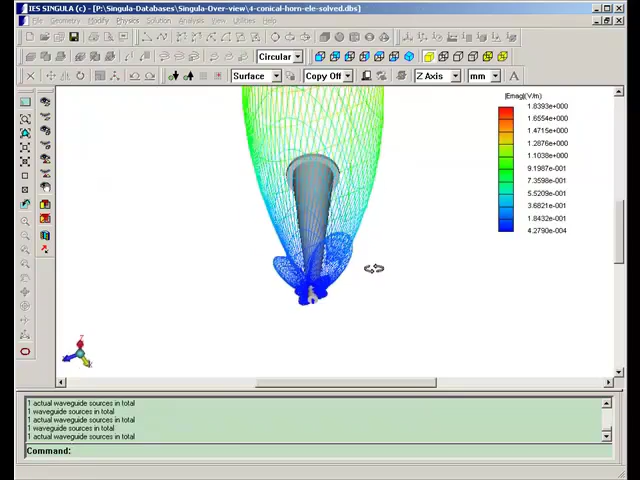 IES SINGULA (c) - [P:\Singula-Databases\Singula-Over-view\4-conical-horn-ele-solved.dbs]
File Geometry Modify Physics Solution Analysis View Utilities Help
Circular
Surface Copy Off Z Axis mm A
|Emag|(V/m)
1.8393e+000
1.6554e+000
1.4715e+000
1.2876e+000
1.1038e+000
9.1987e-001
7.3598e-001
5.5209e-001
3.6821e-001
1.8432e-001
4.2790e-004
1 actual waveguide sources in total
1 waveguide sources in total
1 actual waveguide sources in total
1 waveguide sources in total
1 actual waveguide sources in total
Command: